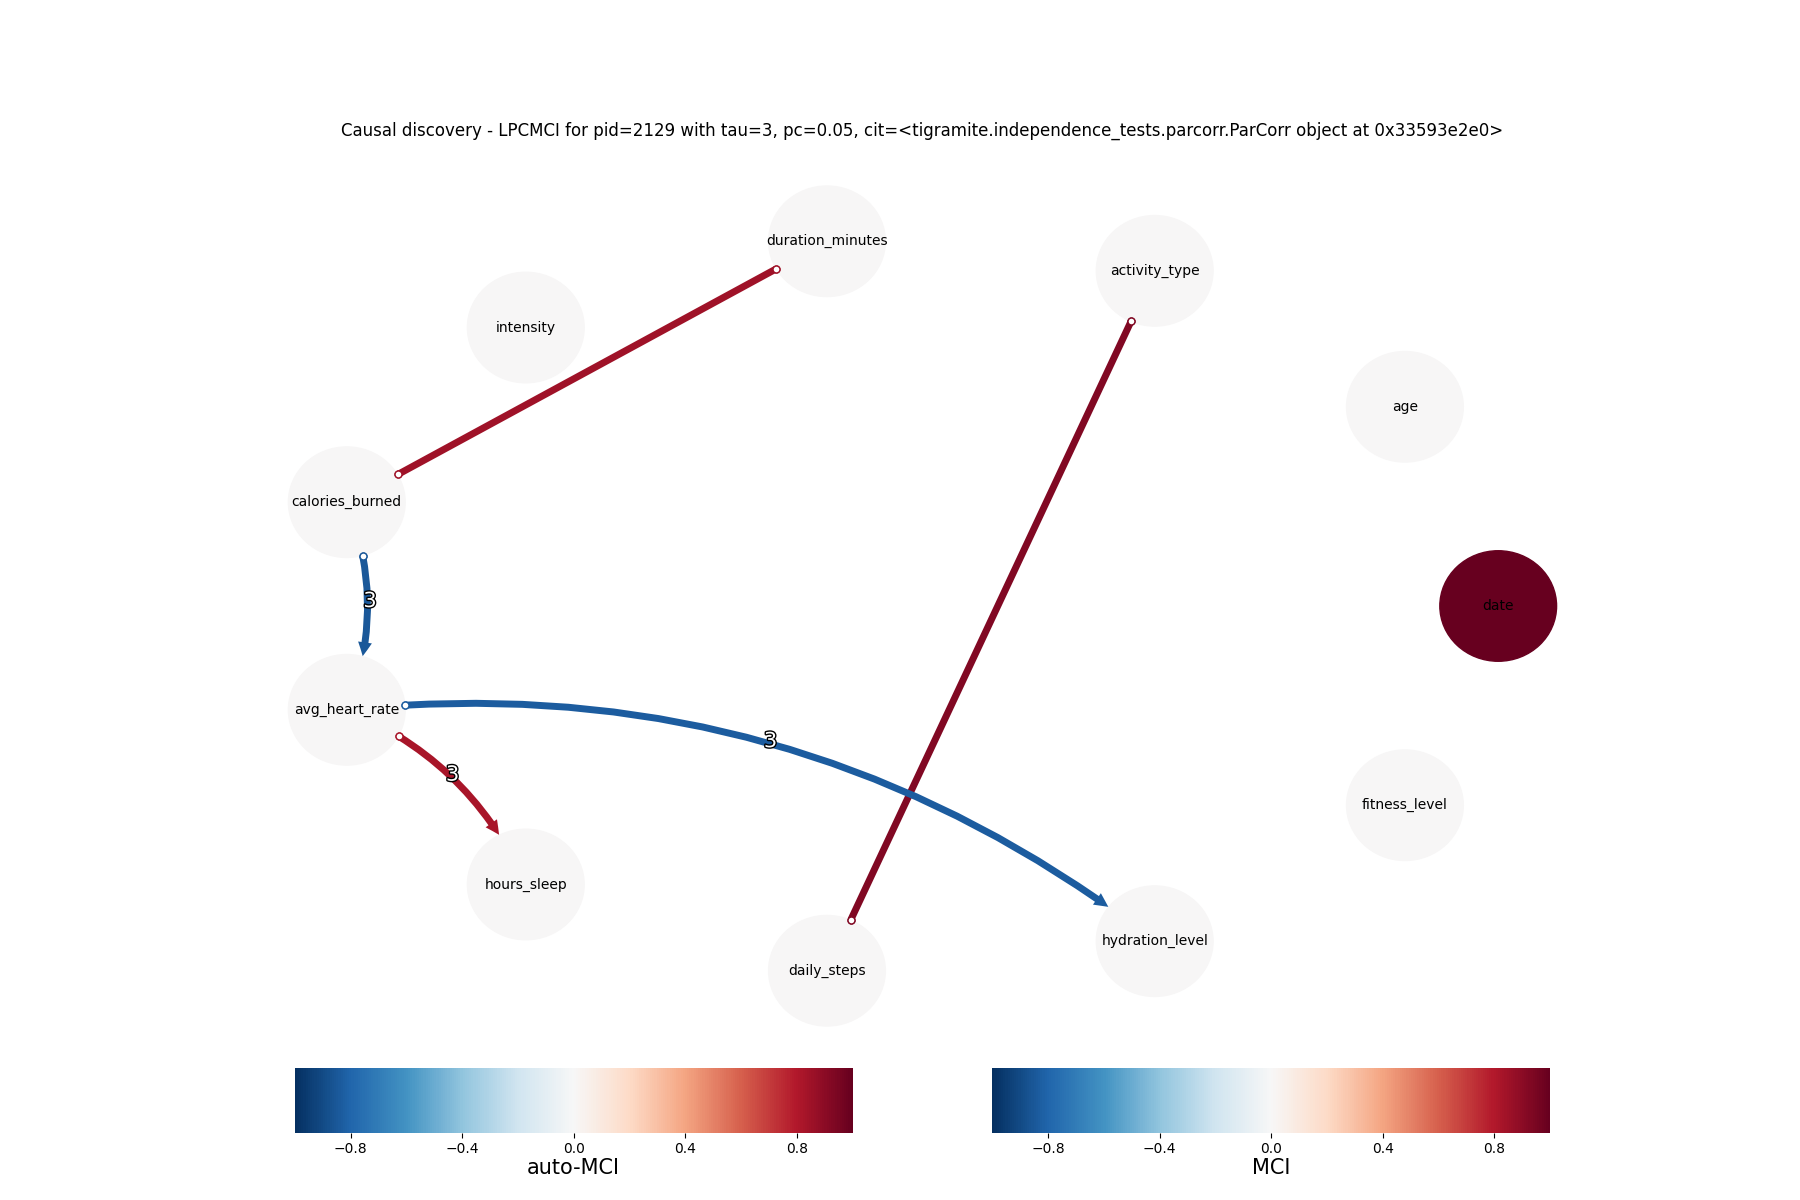 Causal discovery - LPCMCI for pid=2129 with tau=3, pc=0.05, cit=<tigramite.independence_tests.parcorr.ParCorr object at 0x33593e2e0>
duration_minutes
activity_type
intensity
age
calories_burned
3
date
avg_heart_rate
3
3
fitness_level
hours_sleep
hydration_level
daily_steps
−0.8 −0.4 0.0 0.4 0.8
auto-MCI
−0.8 −0.4 0.0 0.4 0.8
MCI